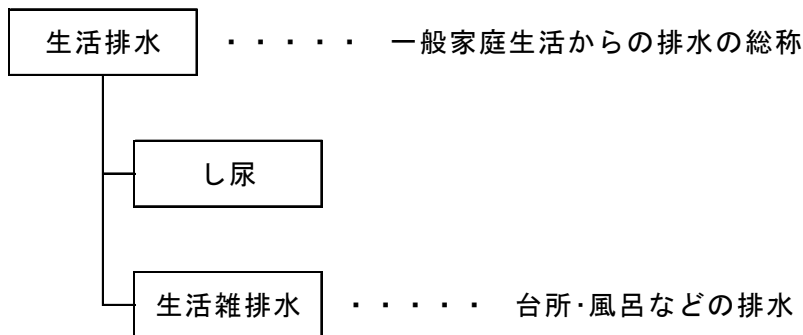 生活排水 ・・・・・ 一般家庭生活からの排水の総称
し尿
生活雑排水 ・・・・・ 台所･風呂などの排水